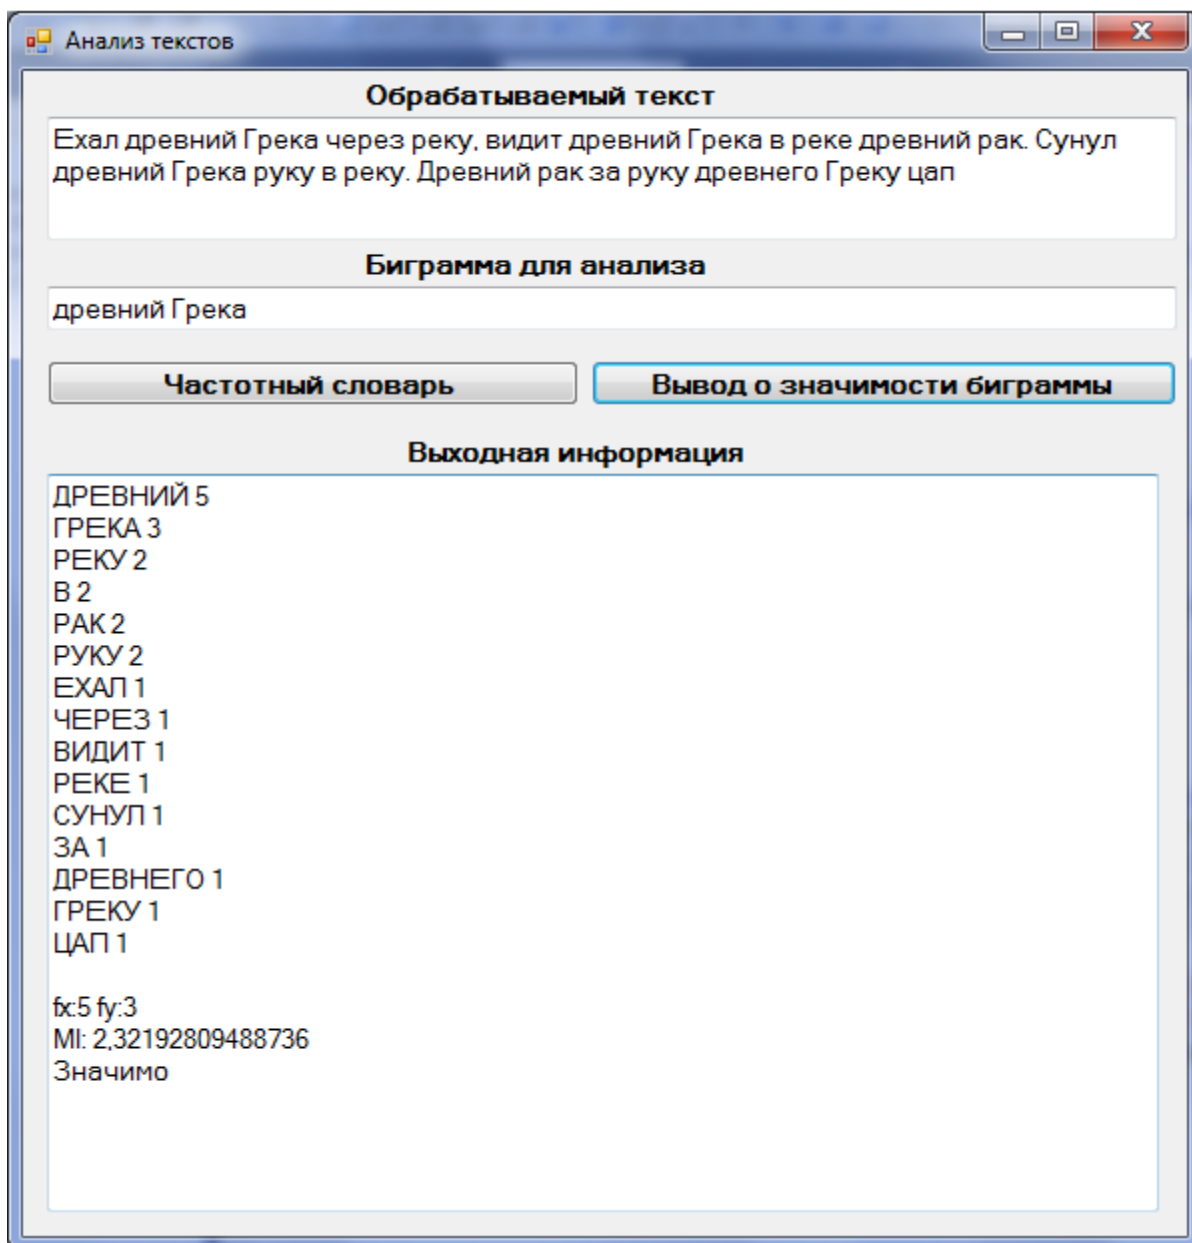 Анализ текстов
Обрабатываемый текст
Ехал древний Грека через реку, видит древний Грека в реке древний рак. Сунул
древний Грека руку в реку. Древний рак за руку древнего Греку цап
Биграмма для анализа
древний Грека
Частотный словарь Вывод о значимости биграммы
Выходная информация
ДРЕВНИЙ 5
ГРЕКА 3
РЕКУ 2
В 2
РАК 2
РУКУ 2
ЕХАЛ 1
ЧЕРЕЗ 1
ВИДИТ 1
РЕКЕ 1
СУНУЛ 1
ЗА 1
ДРЕВНЕГО 1
ГРЕКУ 1
ЦАП 1
fx:5 fy:3
MI: 2,32192809488736
Значимо